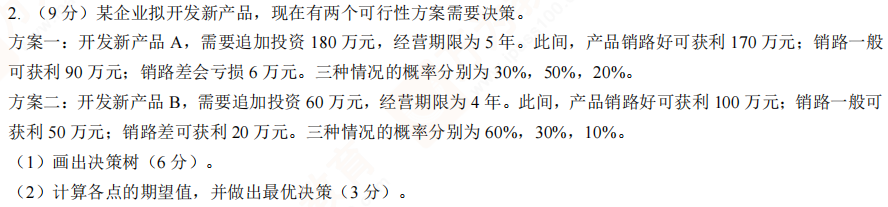 2. （9 分）某企业拟开发新产品，现在有两个可行性方案需要决策。
方案一：开发新产品 A，需要追加投资 180 万元，经营期限为 5 年。此间，产品销路好可获利 170 万元；销路一般
可获利 90 万元；销路差会亏损 6 万元。三种情况的概率分别为 30%，50%，20%。
方案二：开发新产品 B，需要追加投资 60 万元，经营期限为 4 年。此间，产品销路好可获利 100 万元；销路一般可
获利 50 万元；销路差可获利 20 万元。三种情况的概率分别为 60%，30%，10%。
（1）画出决策树（6 分）。
（2）计算各点的期望值，并做出最优决策（3 分）。